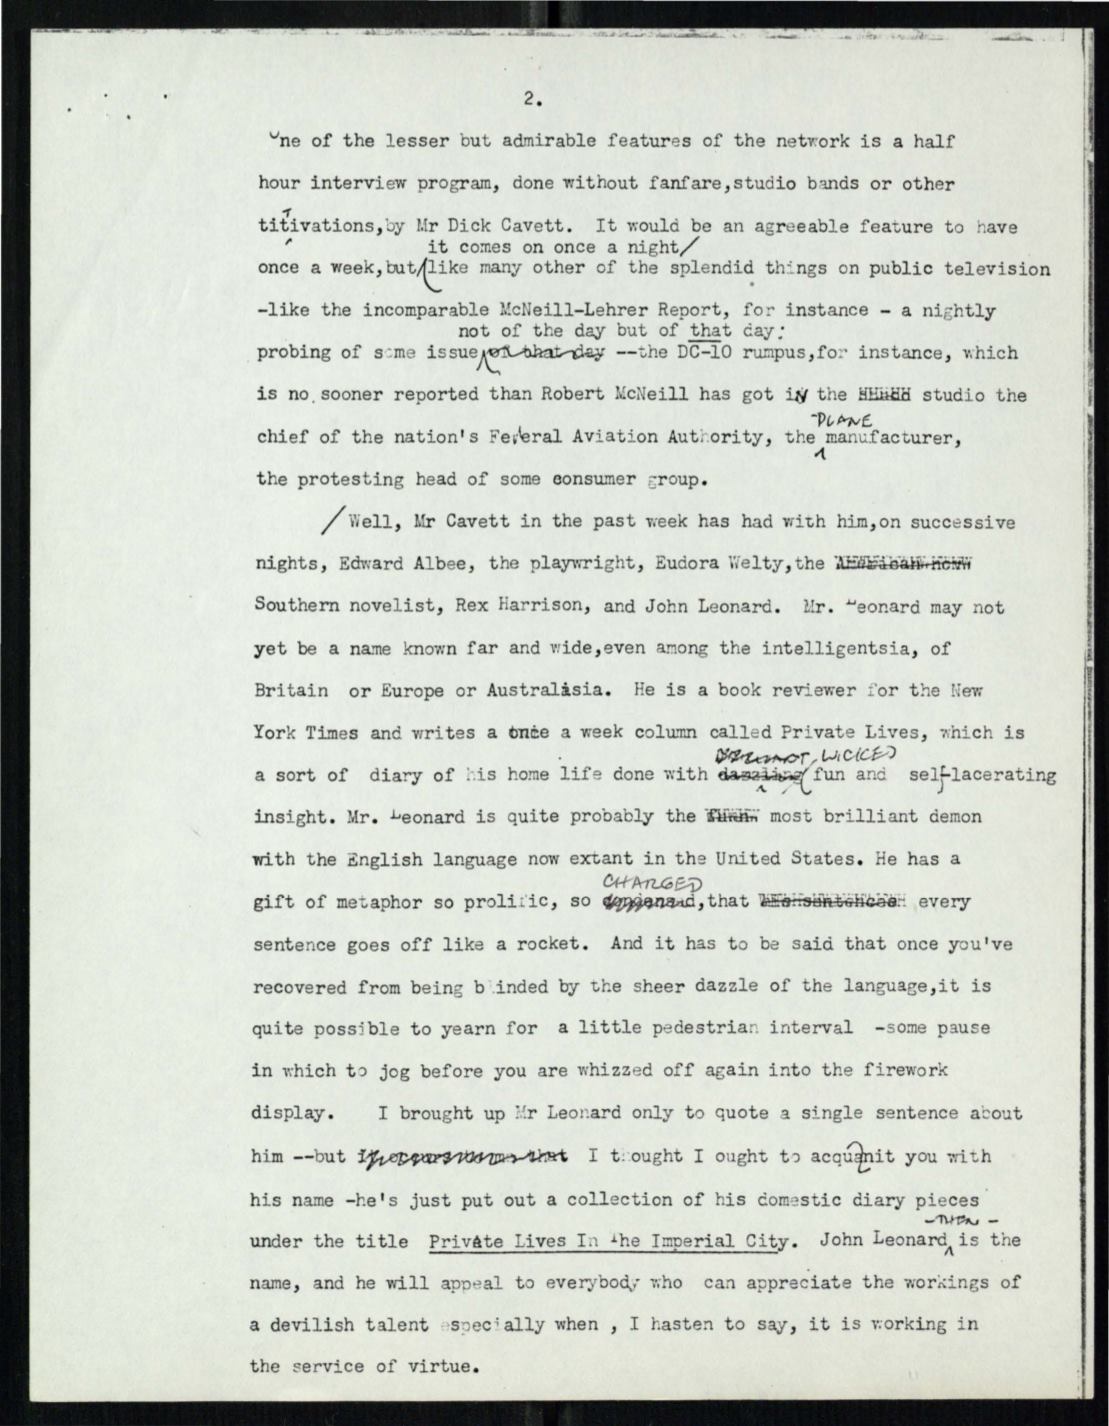 2.
One of the lesser but admirable features of the network is a half
hour interview program, done without fanfare,studio bands or other
titivations,by Mr Dick Cavett. It would be an agreeable feature to have
it comes on once a night/
once a week,but/like many other of the splendid things on public television
-like the incomparable McNeill-Lehrer Report, for instance - a nightly
not of the day but of that day:
probing of some issue on that day --the DC-10 rumpus,for instance, which
is no sooner reported than Robert McNeill has got in the studio the
PLANE
chief of the nation's Federal Aviation Authority, the manufacturer,
the protesting head of some consumer group.
/Well, Mr Cavett in the past week has had with him,on successive
nights, Edward Albee, the playwright, Eudora Welty,the
Southern novelist, Rex Harrison, and John Leonard. Mr. Leonard may not
yet be a name known far and wide,even among the intelligentsia, of
Britain or Europe or Australasia. He is a book reviewer for the New
York Times and writes a once a week column called Private Lives, which is
WICKED
a sort of diary of his home life done with dazzling fun and self-lacerating
insight. Mr. Leonard is quite probably the most brilliant demon
with the English language now extant in the United States. He has a
CHARGED
gift of metaphor so prolific, so ,that every
sentence goes off like a rocket. And it has to be said that once you've
recovered from being blinded by the sheer dazzle of the language,it is
quite possible to yearn for a little pedestrian interval -some pause
in which to jog before you are whizzed off again into the firework
display. I brought up Mr Leonard only to quote a single sentence about
him --but I thought I ought to acquanit you with
his name -he's just put out a collection of his domestic diary pieces
-THEN-
under the title Private Lives In The Imperial City. John Leonard is the
name, and he will appeal to everybody who can appreciate the workings of
a devilish talent especially when , I hasten to say, it is working in
the service of virtue.